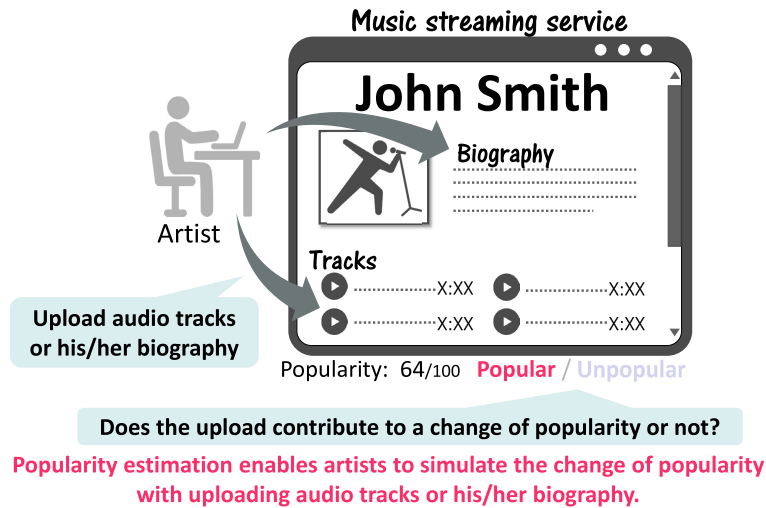 Music streaming service
John Smith
Biography
Artist
Tracks
X:XX X:XX
X:XX X:XX
Upload audio tracks
or his/her biography
Popularity: 64/100 Popular / Unpopular
Does the upload contribute to a change of popularity or not?
Popularity estimation enables artists to simulate the change of popularity
with uploading audio tracks or his/her biography.